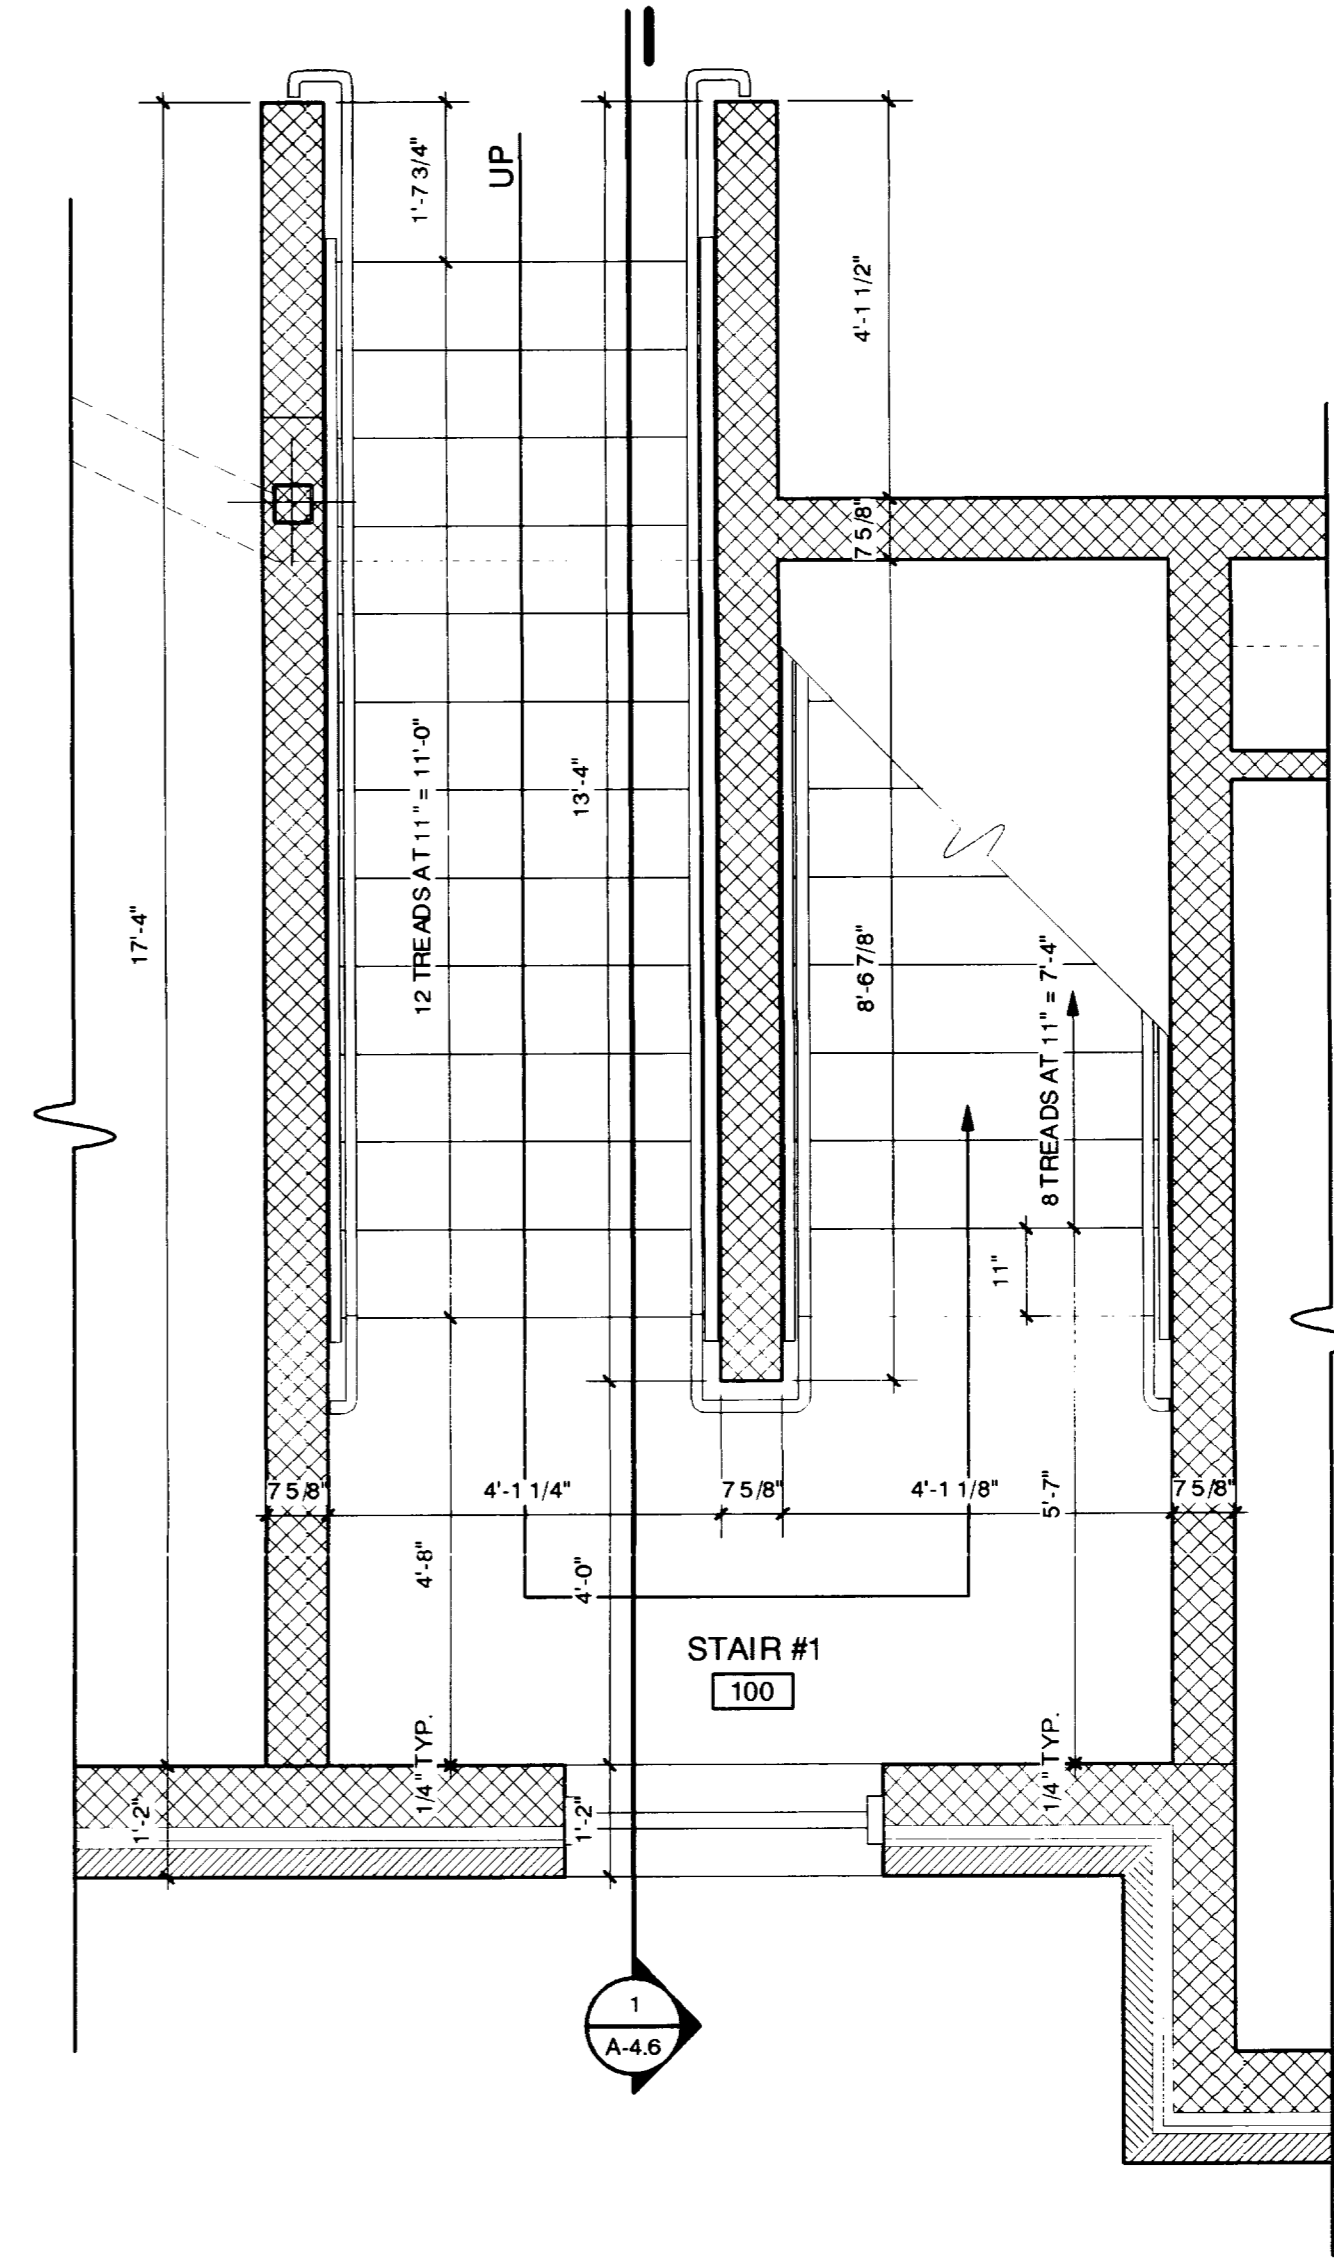 UP
1'-7 3/4"
4'-1 1/2"
7 5/8"
12 TREADS AT 11" = 11'-0"
13'-4"
17'-4"
8'-6 7/8"
8 TREADS AT 11" = 7'-4"
11"
7 5/8"
4'-1 1/4"
7 5/8"
4'-1 1/8"
5'-7"
7 5/8"
4'-8"
4'-0"
STAIR #1
100
1/4" TYP.
1/4" TYP.
1'-2"
1'-2"
1
A-4.6